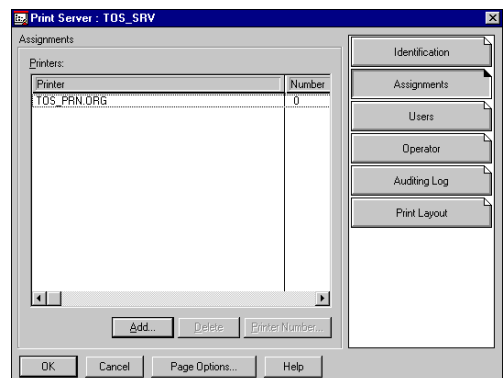 Print Server : TOS_SRV
Assignments
Printers:
Printer Number
TOS_PRN.ORG 0
Add... Delete Printer Number...
OK Cancel Page Options... Help
Identification
Assignments
Users
Operator
Auditing Log
Print Layout